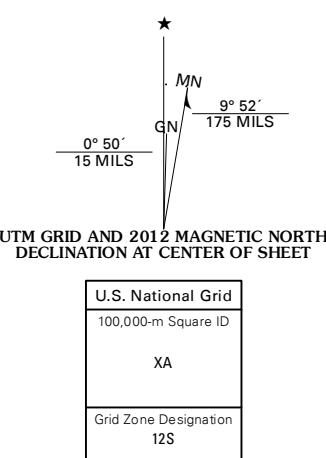 ★
MN
GN
0° 50´
15 MILS
9° 52´
175 MILS
UTM GRID AND 2012 MAGNETIC NORTH
DECLINATION AT CENTER OF SHEET
U.S. National Grid
100,000-m Square ID
XA
Grid Zone Designation
12S